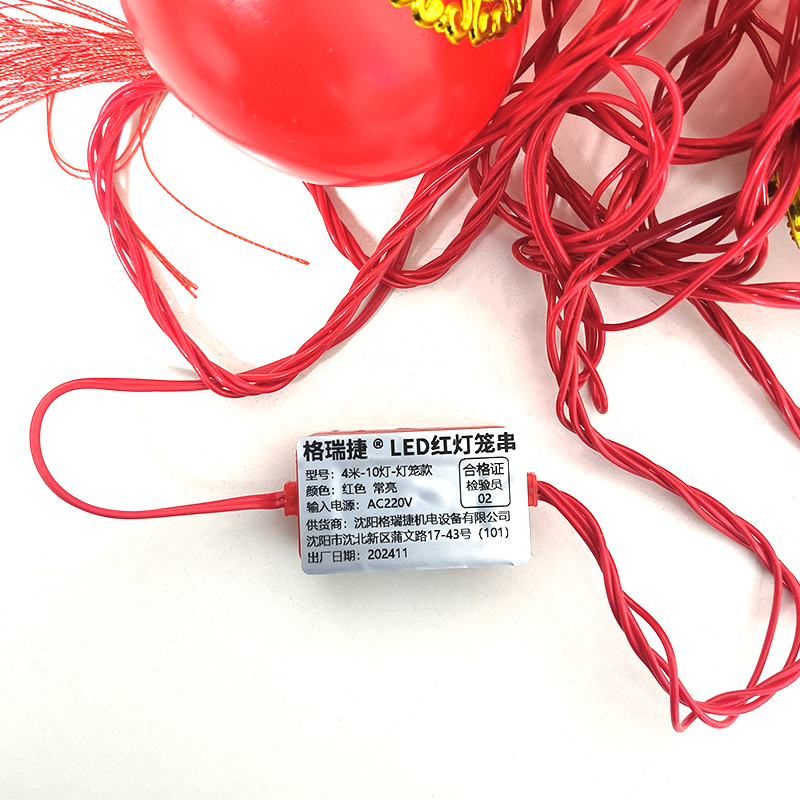 格瑞捷® LED红灯笼串
型号：4米-10灯-灯笼款
颜色：红色 常亮
输入电源：AC220V
合格证
检验员
02
供货商：沈阳格瑞捷机电设备有限公司
沈阳市沈北新区蒲文路17-43号（101）
出厂日期：202411